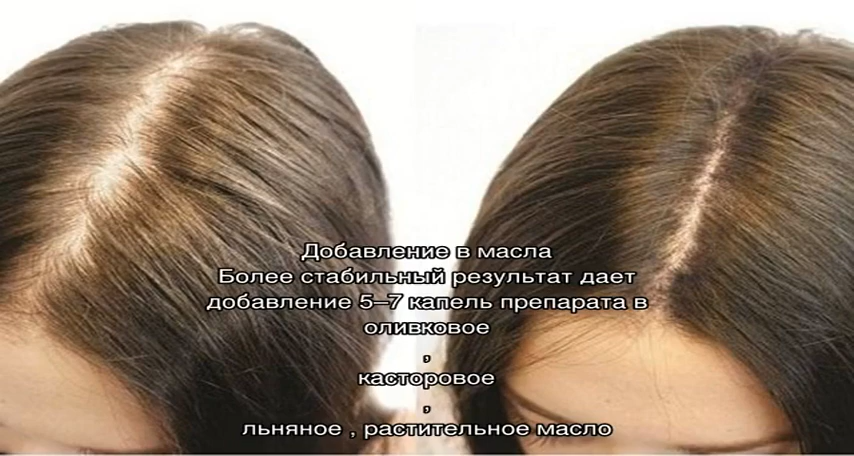 Добавление в масла
Более стабильный результат дает
добавление 5–7 капель препарата в
оливковое
,
касторовое
,
льняное , растительное масло